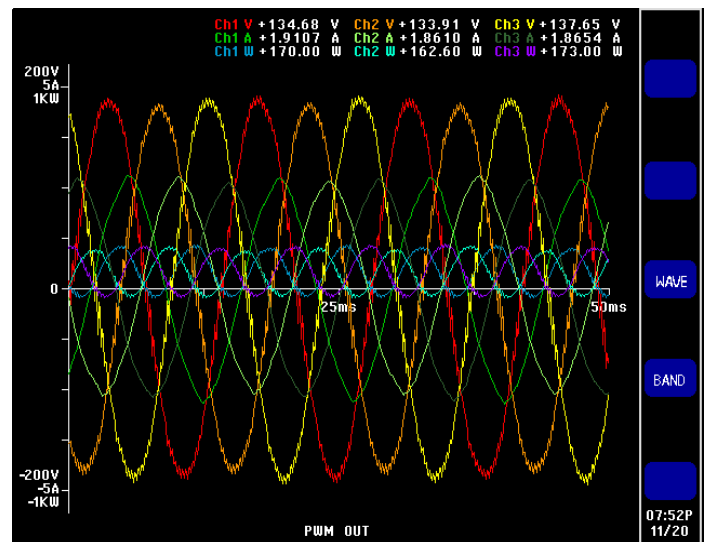 Ch1 V +134.68 V Ch2 V +133.91 V Ch3 V +137.65 V
Ch1 A +1.9107 A Ch2 A +1.8610 A Ch3 A +1.8654 A
Ch1 W +170.00 W Ch2 W +162.60 W Ch3 W +173.00 W
200V
5A
1KW
0
25ms
50ms
-200V
-5A
-1KW
PWM OUT
WAVE
BAND
07:52P
11/20